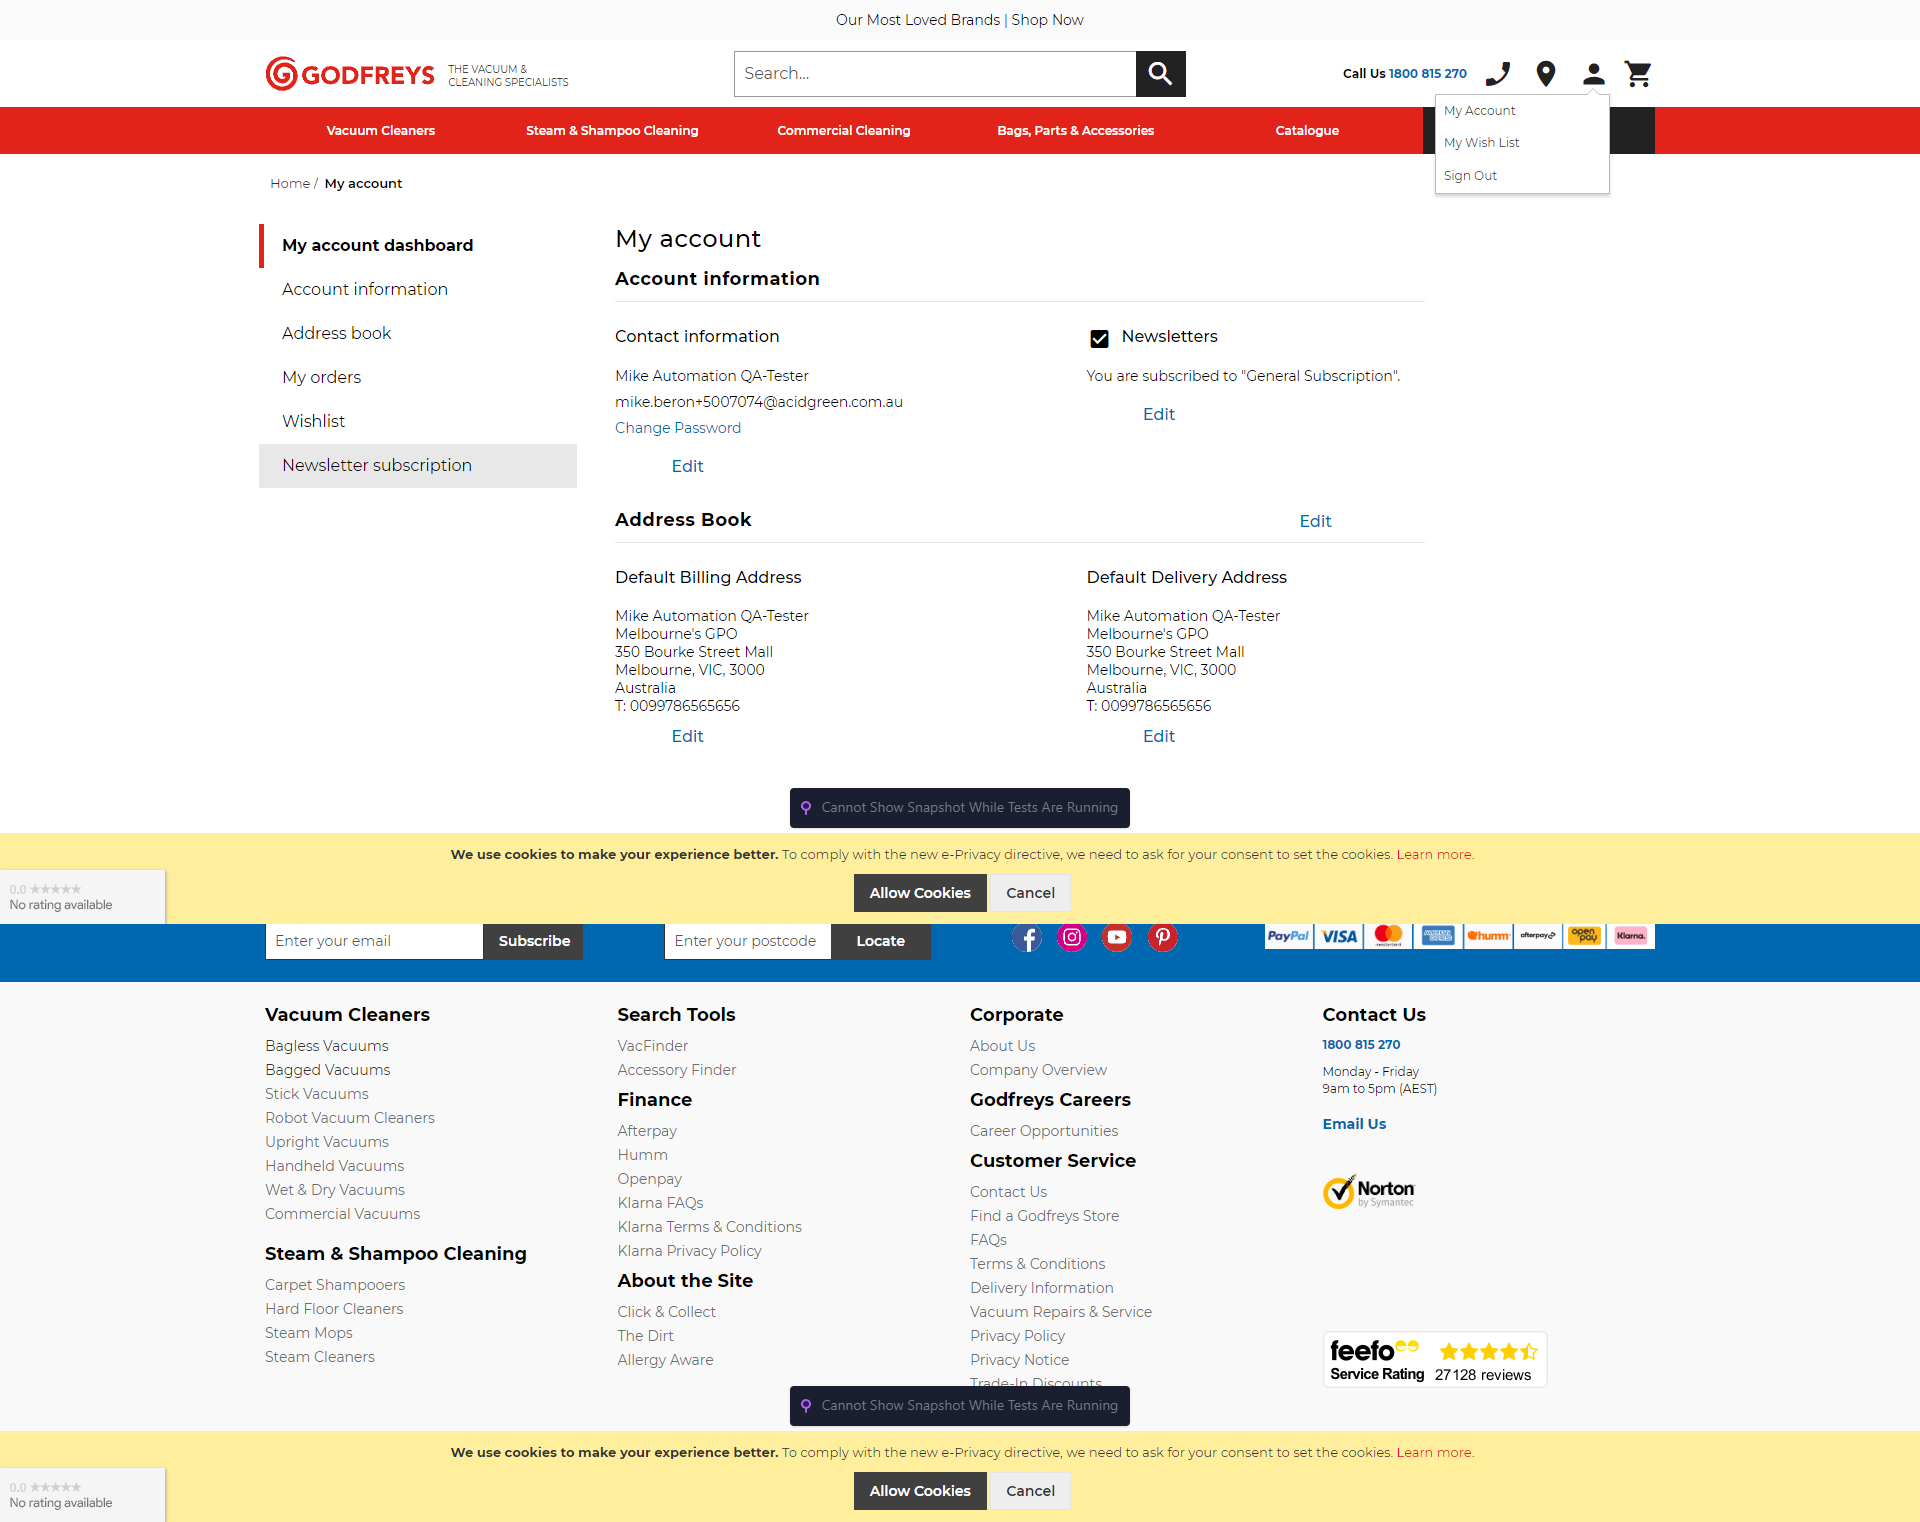 Our Most Loved Brands | Shop Now
GODFREYS
THE VACUUM &
CLEANING SPECIALISTS
Search...
Call Us 1800 815 270
My Account
My Wish List
Sign Out
Vacuum Cleaners
Steam & Shampoo Cleaning
Commercial Cleaning
Bags, Parts & Accessories
Catalogue
Home / My account
My account dashboard
Account information
Address book
My orders
Wishlist
Newsletter subscription
My account
Account information
Contact information
Mike Automation QA-Tester
mike.beron+5007074@acidgreen.com.au
Change Password
Edit
Newsletters
You are subscribed to "General Subscription".
Edit
Address Book
Edit
Default Billing Address
Mike Automation QA-Tester
Melbourne's GPO
350 Bourke Street Mall
Melbourne, VIC, 3000
Australia
T: 0099786565656
Edit
Default Delivery Address
Mike Automation QA-Tester
Melbourne's GPO
350 Bourke Street Mall
Melbourne, VIC, 3000
Australia
T: 0099786565656
Edit
Cannot Show Snapshot While Tests Are Running
We use cookies to make your experience better. To comply with the new e-Privacy directive, we need to ask for your consent to set the cookies. Learn more.
Allow Cookies
Cancel
0.0 ★★★★★
No rating available
Enter your email
Subscribe
Enter your postcode
Locate
PayPal
VISA
mastercard
humm
afterpay
open pay
Klarna.
Vacuum Cleaners
Bagless Vacuums
Bagged Vacuums
Stick Vacuums
Robot Vacuum Cleaners
Upright Vacuums
Handheld Vacuums
Wet & Dry Vacuums
Commercial Vacuums
Steam & Shampoo Cleaning
Carpet Shampooers
Hard Floor Cleaners
Steam Mops
Steam Cleaners
Search Tools
VacFinder
Accessory Finder
Finance
Afterpay
Humm
Openpay
Klarna FAQs
Klarna Terms & Conditions
Klarna Privacy Policy
About the Site
Click & Collect
The Dirt
Allergy Aware
Corporate
About Us
Company Overview
Godfreys Careers
Career Opportunities
Customer Service
Contact Us
Find a Godfreys Store
FAQs
Terms & Conditions
Delivery Information
Vacuum Repairs & Service
Privacy Policy
Privacy Notice
Trade-In Discounts
Contact Us
1800 815 270
Monday - Friday
9am to 5pm (AEST)
Email Us
Norton
by Symantec
feefo
Service Rating 27128 reviews
Cannot Show Snapshot While Tests Are Running
We use cookies to make your experience better. To comply with the new e-Privacy directive, we need to ask for your consent to set the cookies. Learn more.
Allow Cookies
Cancel
0.0 ★★★★★
No rating available